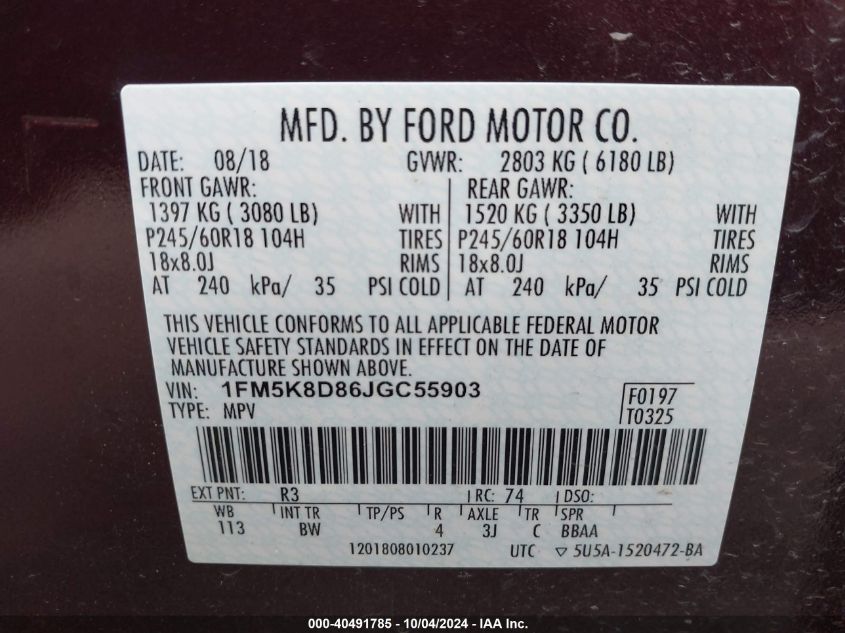 MFD. BY FORD MOTOR CO.
DATE: 08/18 GVWR: 2803 KG ( 6180 LB)
FRONT GAWR: REAR GAWR:
1397 KG ( 3080 LB) WITH 1520 KG ( 3350 LB) WITH
P245/60R18 104H TIRES P245/60R18 104H TIRES
18x8.0J RIMS 18x8.0J RIMS
AT 240 kPa/ 35 PSI COLD AT 240 kPa/ 35 PSI COLD
THIS VEHICLE CONFORMS TO ALL APPLICABLE FEDERAL MOTOR
VEHICLE SAFETY STANDARDS IN EFFECT ON THE DATE OF
MANUFACTURE SHOWN ABOVE.
VIN: 1FM5K8D86JGC55903 F0197
TYPE: MPV T0325
EXT PNT: R3 RC: 74 DSO:
WB INT TR TP/PS R AXLE TR SPR
113 BW 4 3J C BBAA
1201808010237 UTC ▽ 5U5A-1520472-BA
000-40491785 - 10/04/2024 - IAA Inc.